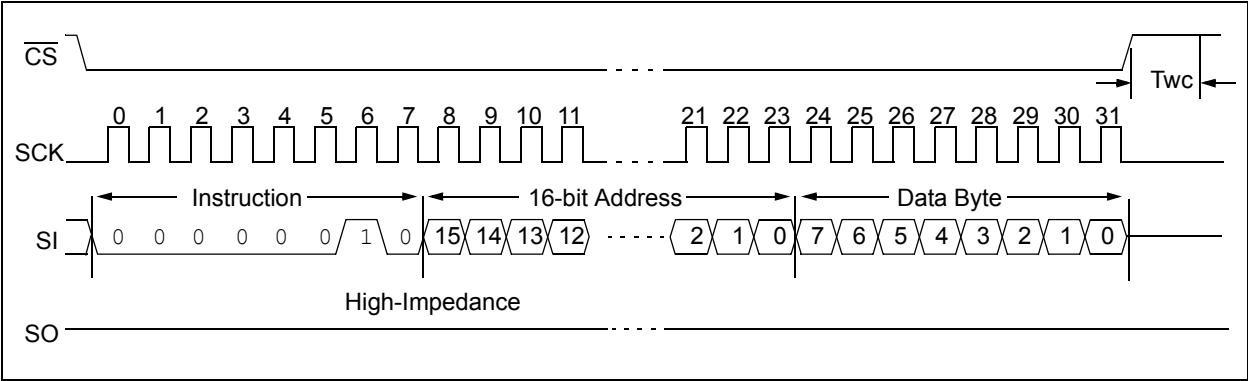 CS
Twc
0 1 2 3 4 5 6 7 8 9 10 11 21 22 23 24 25 26 27 28 29 30 31
SCK
Instruction 16-bit Address Data Byte
SI 0 0 0 0 0 0 1 0 15 14 13 12 2 1 0 7 6 5 4 3 2 1 0
High-Impedance
SO